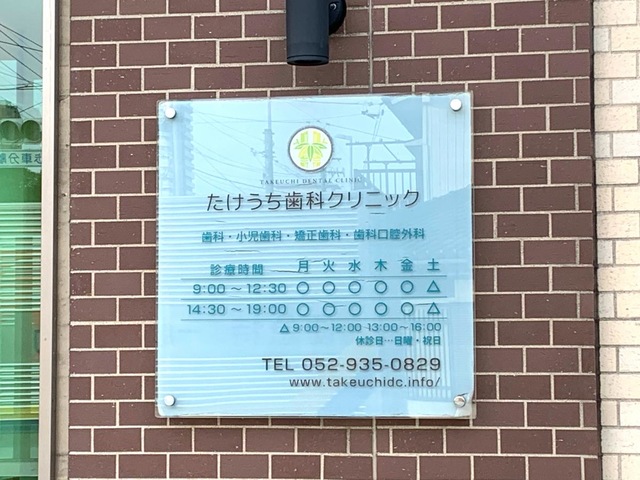 TAKEUCHI DENTAL CLINIC
たけうち歯科クリニック
歯科・小児歯科・矯正歯科・歯科口腔外科
診療時間 月 火 水 木 金 土
9:00～12:30 ○ ○ ○ ○ ○ △
14:30～19:00 ○ ○ ○ ○ ○ △
△9:00～12:00 13:00～16:00
休診日…日曜・祝日
TEL 052-935-0829
www.takeuchidc.info/